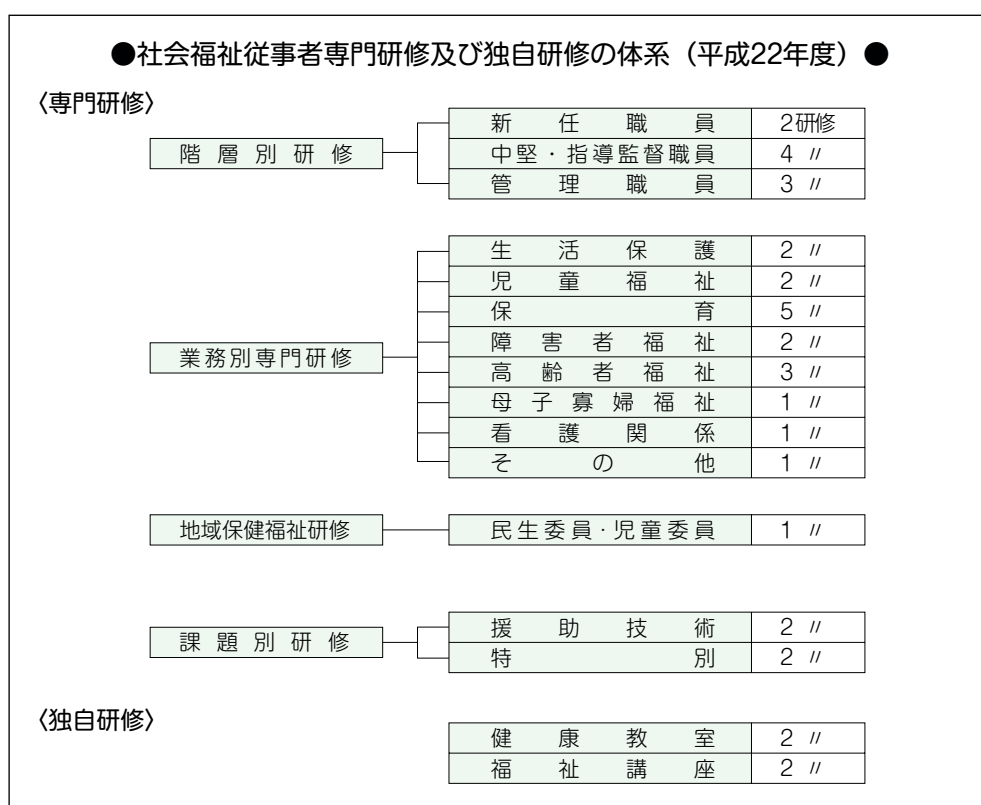 ●社会福祉従事者専門研修及び独自研修の体系（平成22年度）●
〈専門研修〉
階層別研修
新任職員 2研修
中堅・指導監督職員 4 〃
管理職員 3 〃
業務別専門研修
生活保護 2 〃
児童福祉 2 〃
保育 5 〃
障害者福祉 2 〃
高齢者福祉 3 〃
母子寡婦福祉 1 〃
看護関係 1 〃
その他 1 〃
地域保健福祉研修
民生委員・児童委員 1 〃
課題別研修
援助技術 2 〃
特別 2 〃
〈独自研修〉
健康教室 2 〃
福祉講座 2 〃